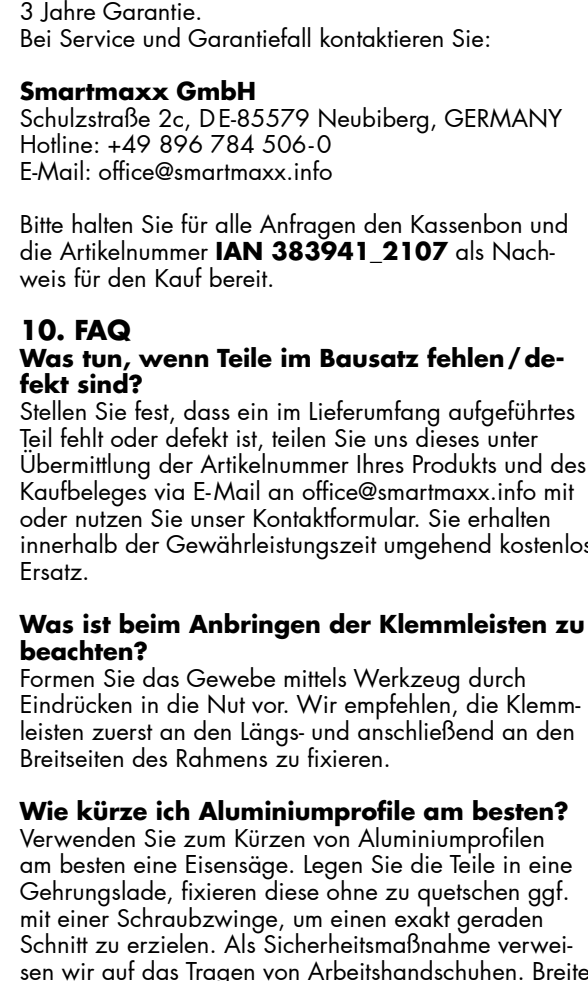 3 Jahre Garantie.
Bei Service und Garantiefall kontaktieren Sie:
Smartmaxx GmbH
Schulzstraße 2c, DE-85579 Neubiberg, GERMANY
Hotline: +49 896 784 506-0
E-Mail: office@smartmaxx.info
Bitte halten Sie für alle Anfragen den Kassenbon und
die Artikelnummer IAN 383941_2107 als Nach-
weis für den Kauf bereit.
10. FAQ
Was tun, wenn Teile im Bausatz fehlen / de-
fekt sind?
Stellen Sie fest, dass ein im Lieferumfang aufgeführtes
Teil fehlt oder defekt ist, teilen Sie uns dieses unter
Übermittlung der Artikelnummer Ihres Produkts und des
Kaufbeleges via E-Mail an office@smartmaxx.info mit
oder nutzen Sie unser Kontaktformular. Sie erhalten
innerhalb der Gewährleistungszeit umgehend kostenlos
Ersatz.
Was ist beim Anbringen der Klemmleisten zu
beachten?
Formen Sie das Gewebe mittels Werkzeug durch
Eindrücken in die Nut vor. Wir empfehlen, die Klemm-
leisten zuerst an den Längs- und anschließend an den
Breitseiten des Rahmens zu fixieren.
Wie kürze ich Aluminiumprofile am besten?
Verwenden Sie zum Kürzen von Aluminiumprofilen
am besten eine Eisensäge. Legen Sie die Teile in eine
Gehrungslade, fixieren diese ohne zu quetschen ggf.
mit einer Schraubzwinge, um einen exakt geraden
Schnitt zu erzielen. Als Sicherheitsmaßnahme verwei-
sen wir auf das Tragen von Arbeitshandschuhen. Breite